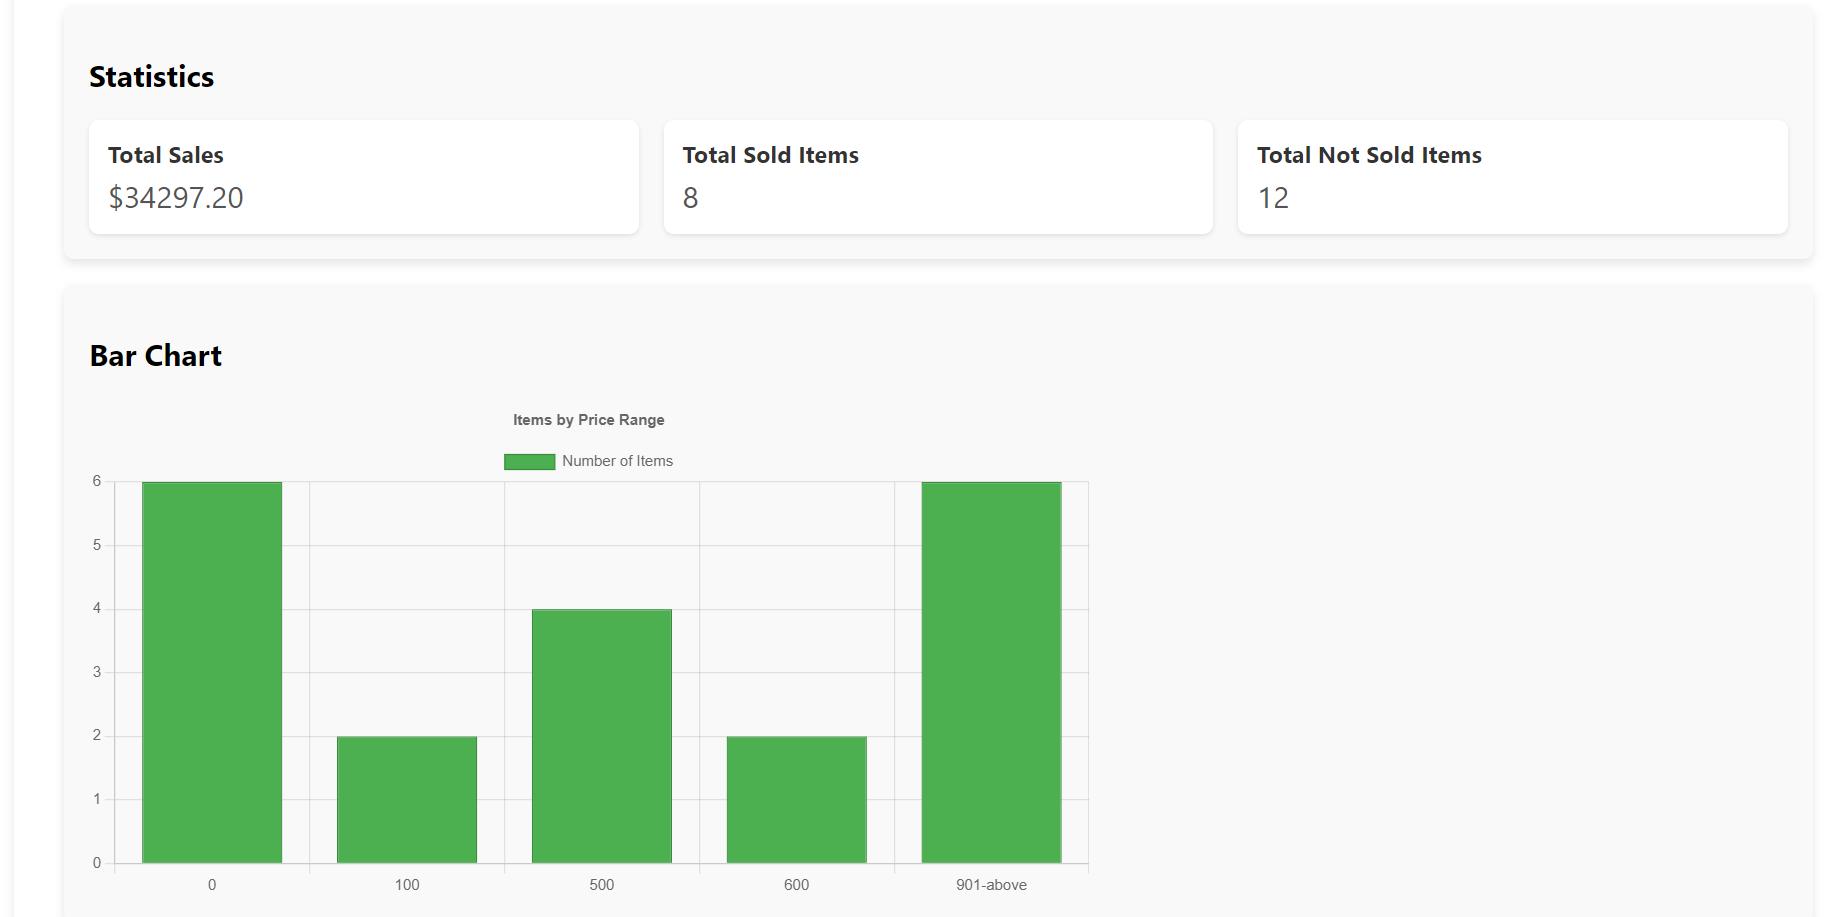 Statistics
Total Sales
$34297.20
Total Sold Items
8
Total Not Sold Items
12
Bar Chart
Items by Price Range
Number of Items
6
5
4
3
2
1
0
0 100 500 600 901-above